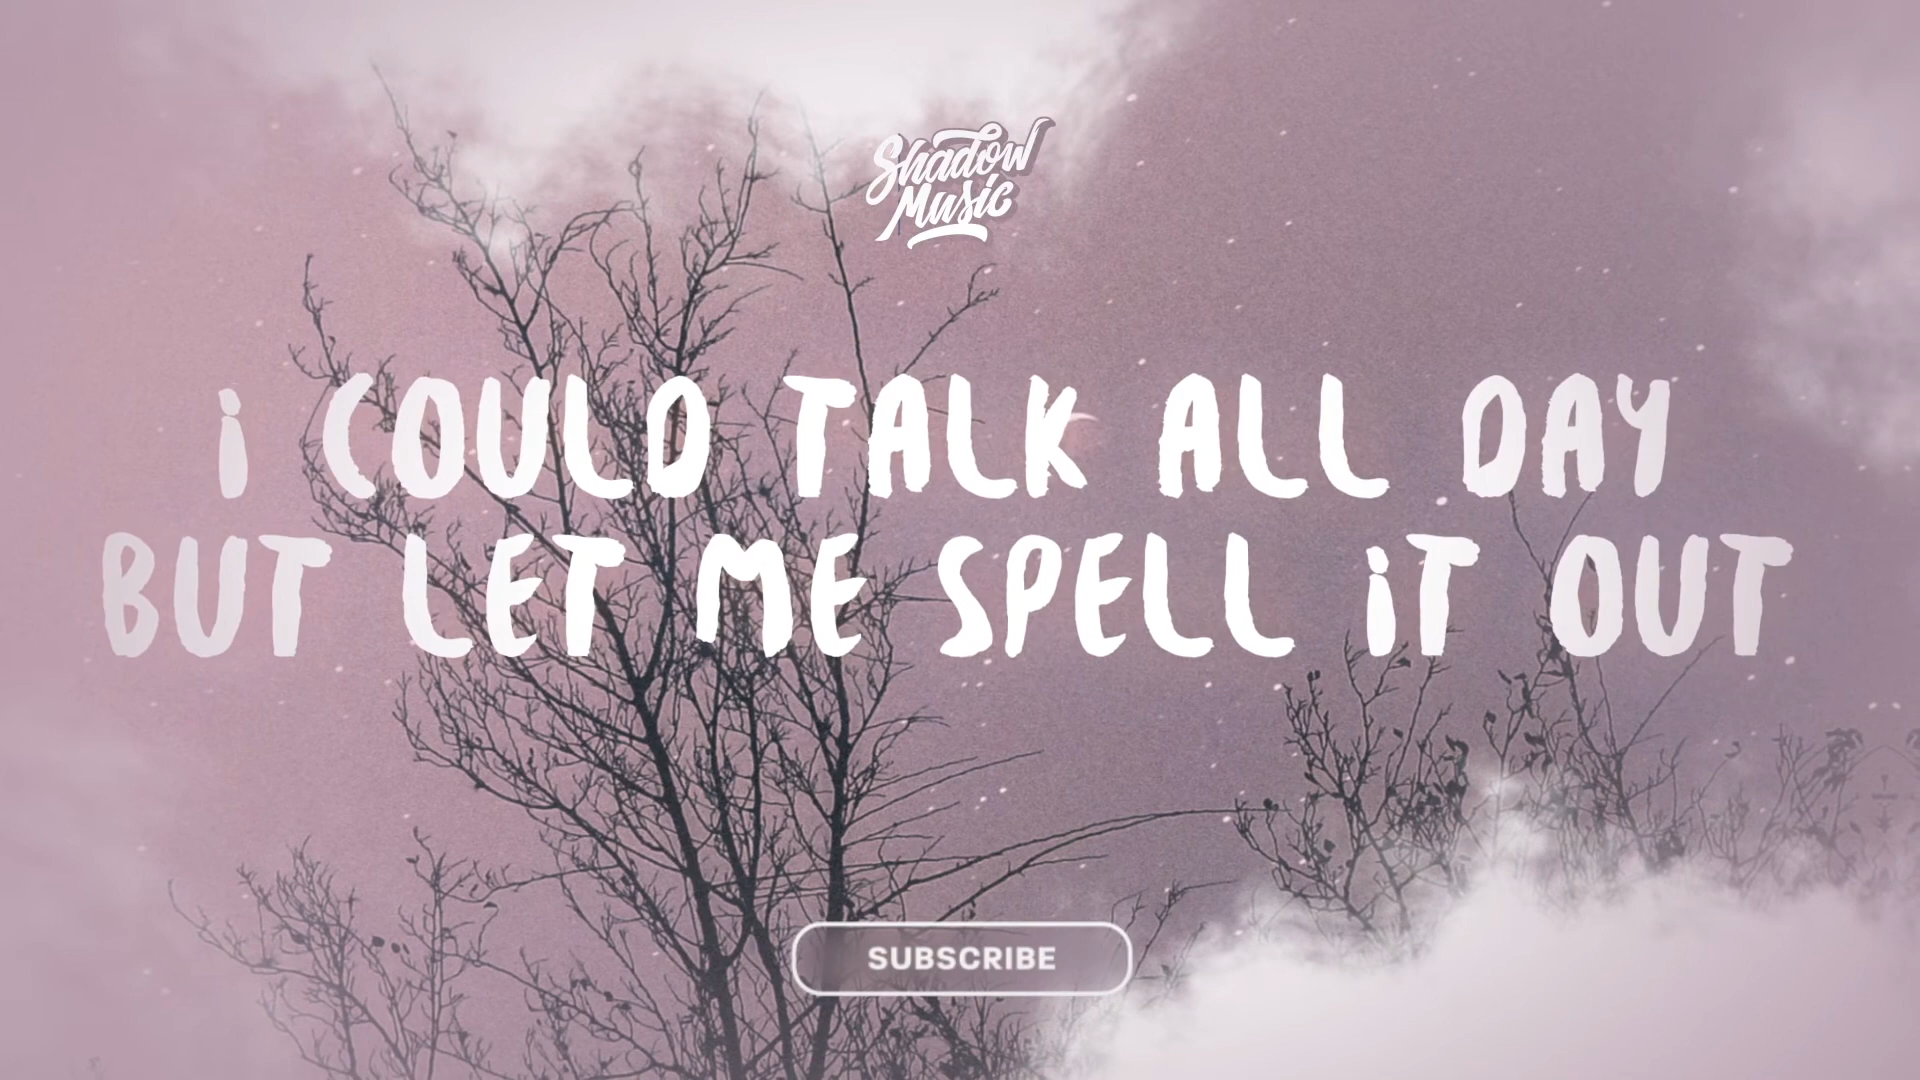 Shadow
Music
i COULD TALK ALL DAY
BUT LET ME SPELL iT OUT
SUBSCRIBE